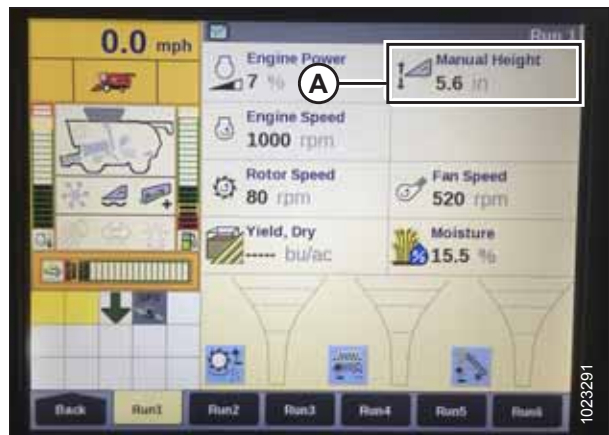 0.0 mph
Run 1
Engine Power
7 %
A
Manual Height
5.6 in
Engine Speed
1000 rpm
Rotor Speed
80 rpm
Fan Speed
520 rpm
Yield, Dry
----- bu/ac
Moisture
15.5 %
Back
Run1
Run2
Run3
Run4
Run5
Run6
1023291